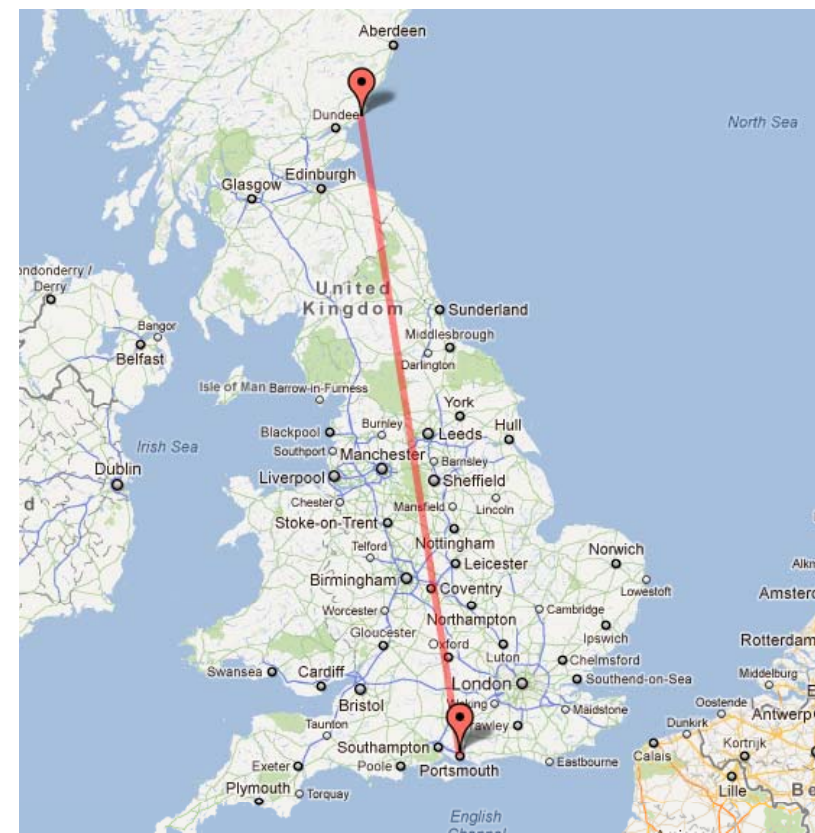 Aberdeen
Dundee
North Sea
Edinburgh
Glasgow
ondonderry /
Derry
United
Kingdom
Sunderland
Bangor
Belfast
Middlesbrough
Darlington
Isle of Man
Barrow-in-Furness
York
Blackpool
Burnley
Leeds
Hull
Irish Sea
Southport
Manchester
Barnsley
Dublin
Liverpool
Sheffield
d
Chester
Mansfield
Lincoln
Stoke-on-Trent
Nottingham
Telford
Norwich
Leicester
Alkm
Birmingham
Coventry
Lowestoft
Amsterd
Worcester
Northampton
Cambridge
Gloucester
Ipswich
Oxford
Luton
Rotterdam
Chelmsford
Swansea
Cardiff
London
Southend-on-Sea
Middelburg
Bristol
Oostende
Antwerp
Maidstone
Taunton
rawley
Dunkirk
Southampton
Calais
Kortrijk
Exeter
Poole
Portsmouth
Eastbourne
Plymouth
Torquay
Lille
Be
English
Channel